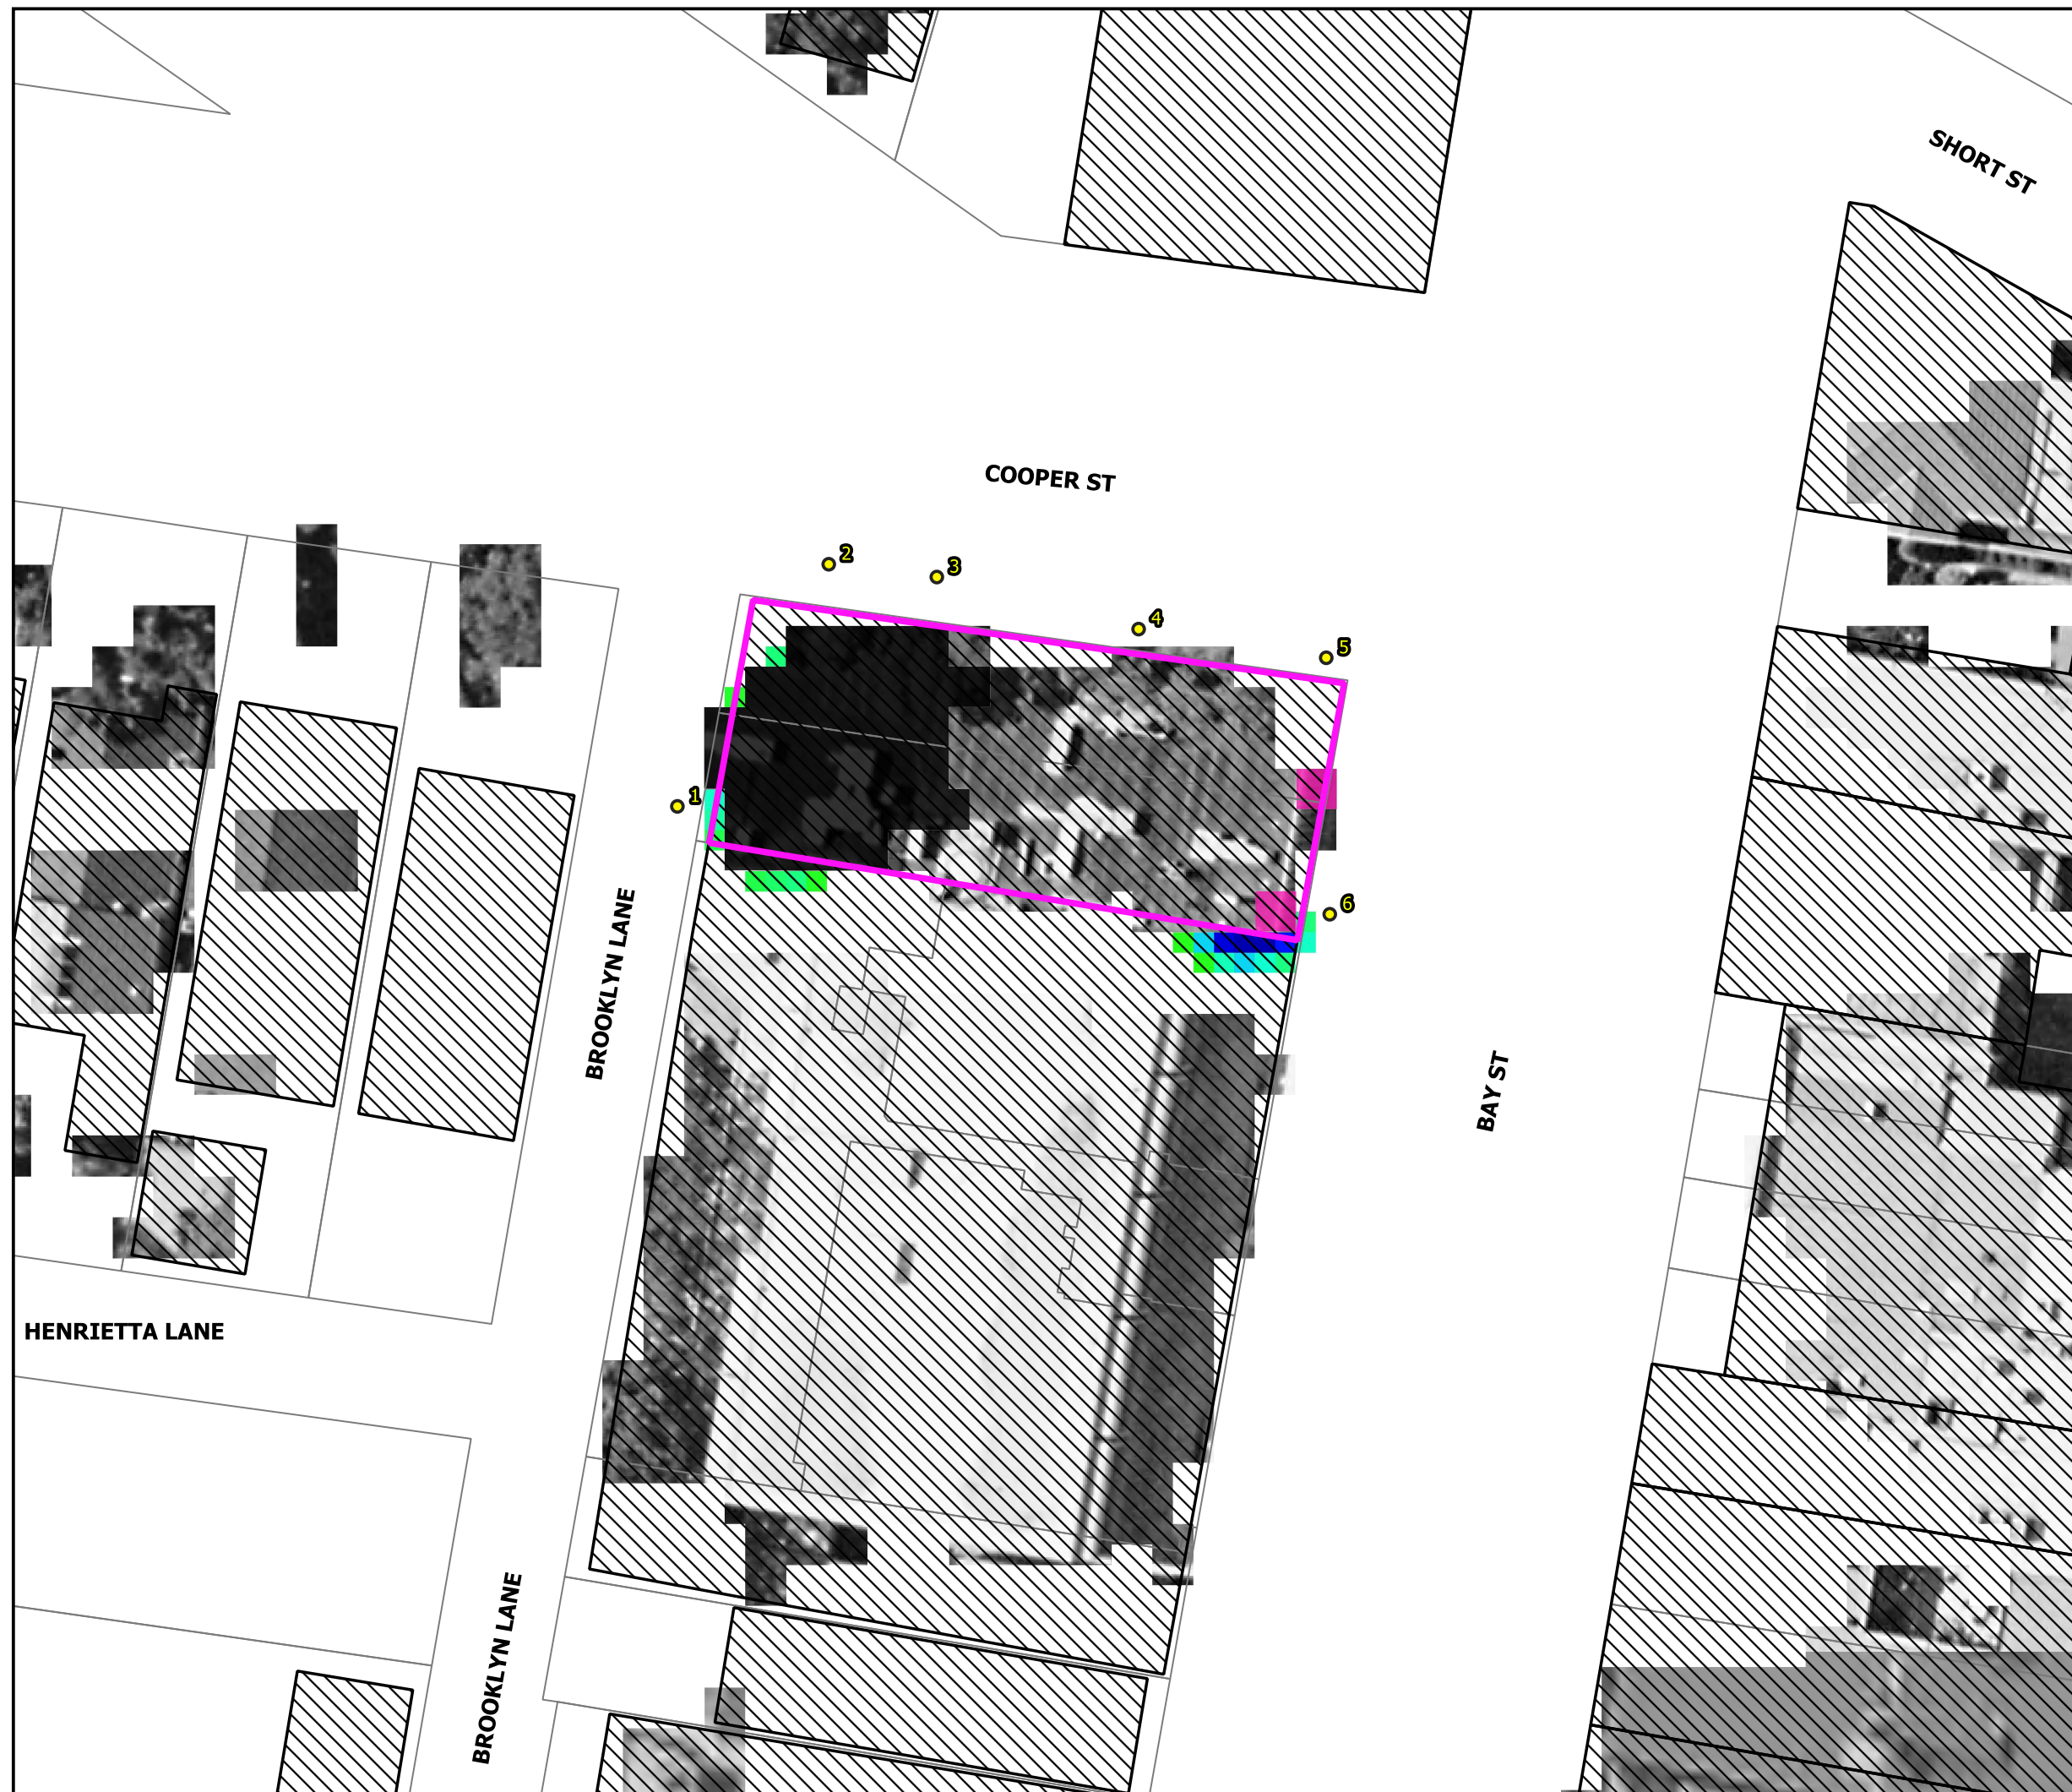 SHORT ST
COOPER ST
2
3
4
5
1
6
BROOKLYN LANE
BAY ST
HENRIETTA LANE
BROOKLYN LANE